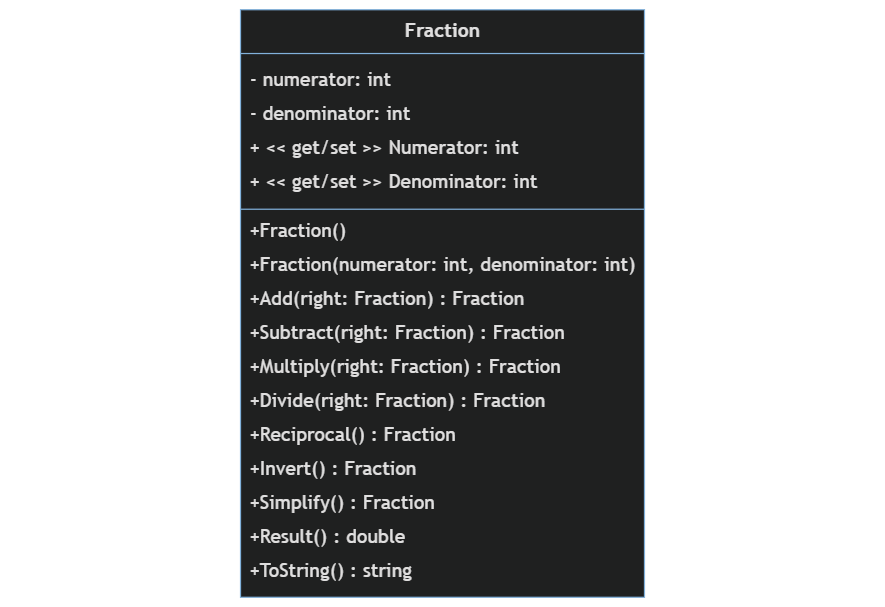 Fraction
- numerator: int
- denominator: int
+ << get/set >> Numerator: int
+ << get/set >> Denominator: int
+Fraction()
+Fraction(numerator: int, denominator: int)
+Add(right: Fraction) : Fraction
+Subtract(right: Fraction) : Fraction
+Multiply(right: Fraction) : Fraction
+Divide(right: Fraction) : Fraction
+Reciprocal() : Fraction
+Invert() : Fraction
+Simplify() : Fraction
+Result() : double
+ToString() : string